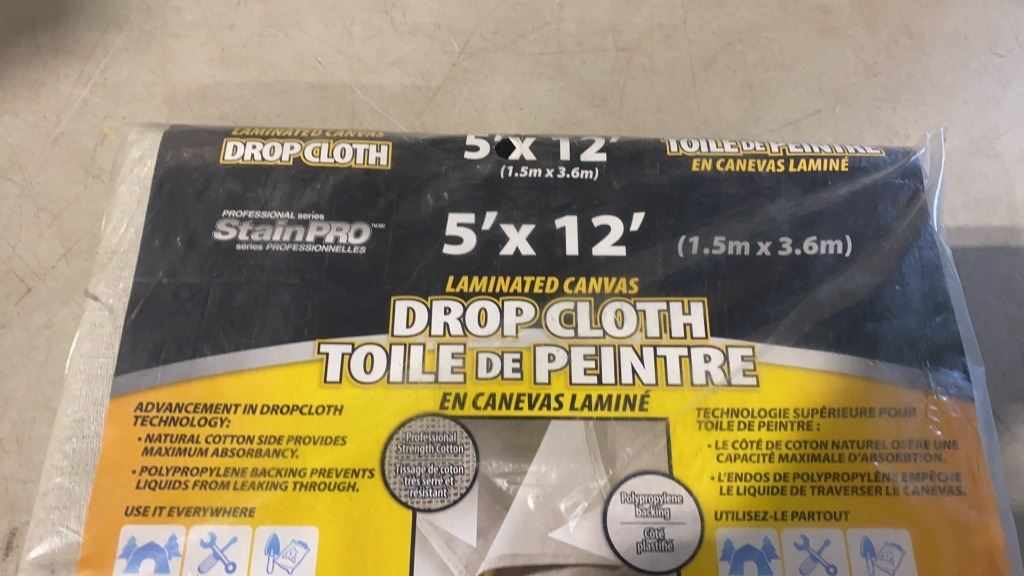 LAMINATED CANVAS
DROP CLOTH
5'x 12'
(1.5m x 3.6m)
TOILE DE PEINTRE
EN CANEVAS LAMINÉ
PROFESSIONAL series
StainPRO™/MC
séries PROFESSIONNELLES
5'x 12'
(1.5m x 3.6m)
LAMINATED CANVAS
DROP CLOTH
TOILE DE PEINTRE
EN CANEVAS LAMINÉ
ADVANCEMENT IN DROPCLOTH
TECHNOLOGY:
• NATURAL COTTON SIDE PROVIDES
MAXIMUM ABSORBANCY.
• POLYPROPYLENE BACKING PREVENTS
LIQUIDS FROM LEAKING THROUGH.
USE IT EVERYWHERE
Professional
Strength Cotton
Tissage de coton
très serré et
résistant
Polypropylene
backing
Côté
plastifié
TECHNOLOGIE SUPÉRIEURE POUR
TOILE DE PEINTRE :
• LE CÔTÉ DE COTON NATUREL OFFRE UNE
CAPACITÉ MAXIMALE D'ABSORBTION.
• L'ENDOS DE POLYPROPYLÈNE EMPÊCHE
LE LIQUIDE DE TRAVERSER LE CANEVAS.
UTILISEZ-LE PARTOUT